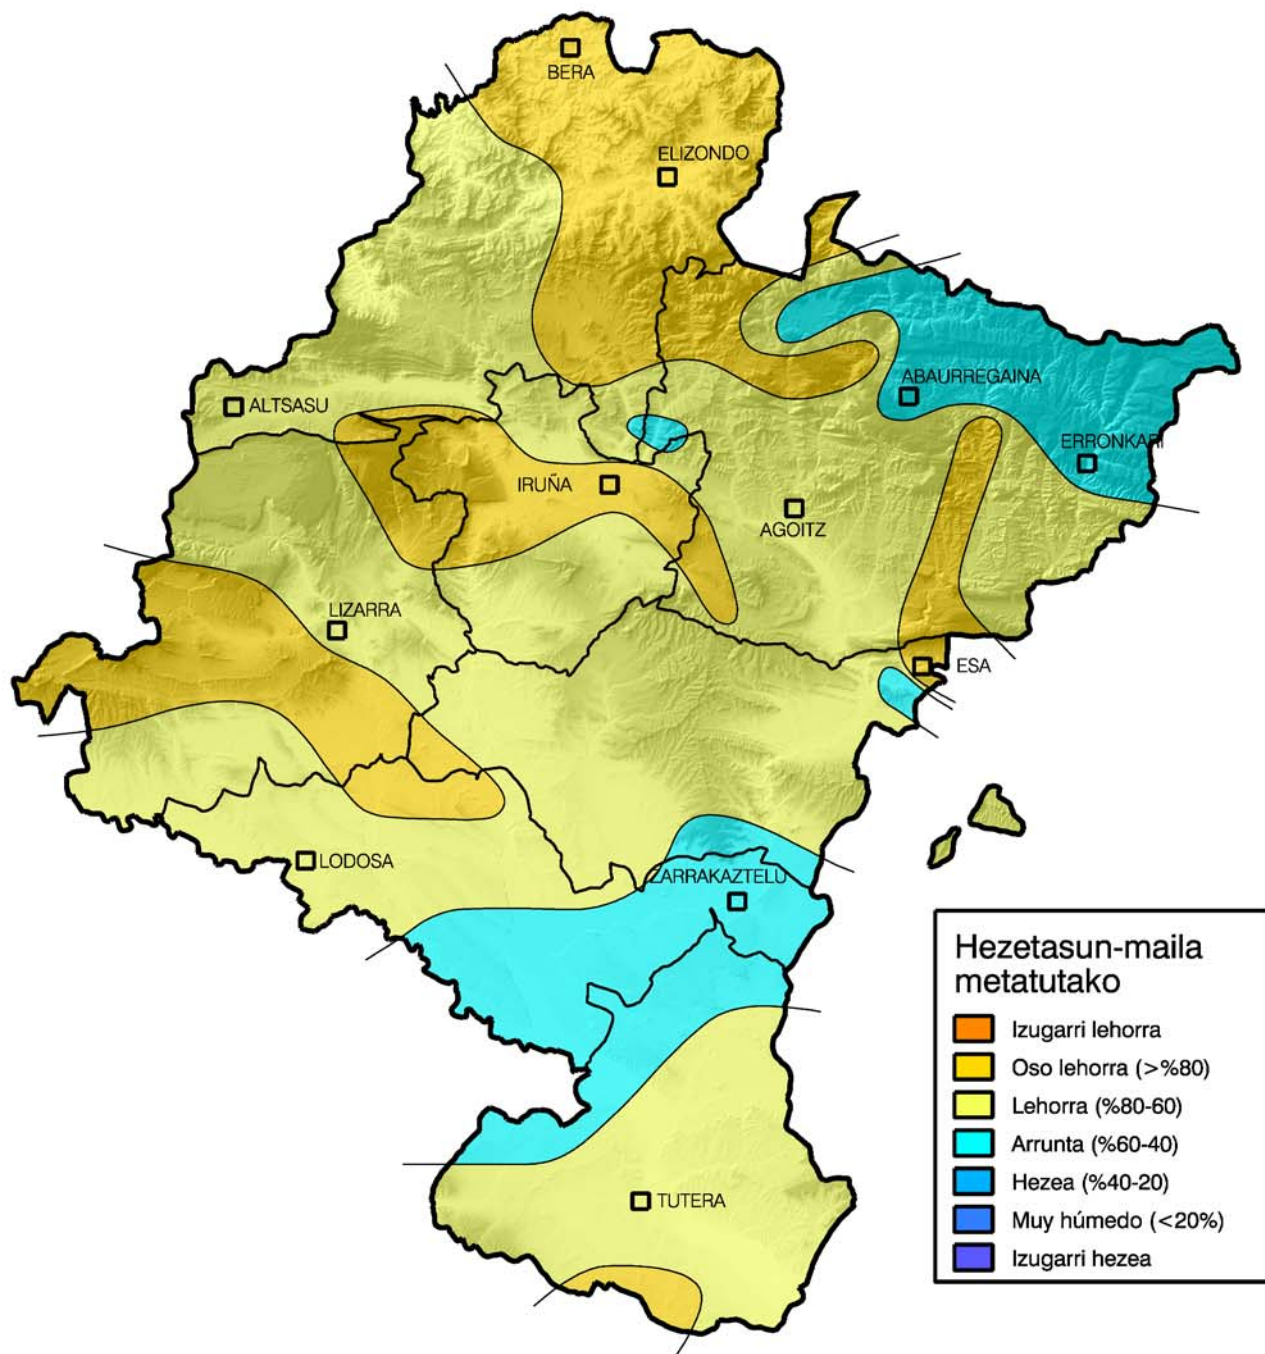 BERA
ELIZONDO
ABAURREGAINA
ALTSASU
ERRONKARI
IRUÑA
AGOITZ
LIZARRA
ESA
LODOSA
ZARRAKAZTELU
Hezetasun-maila
metatutako
Izugarri lehorra
Oso lehorra (>%80)
Lehorra (%80-60)
Arrunta (%60-40)
Hezea (%40-20)
Muy húmedo (<20%)
Izugarri hezea
TUTERA